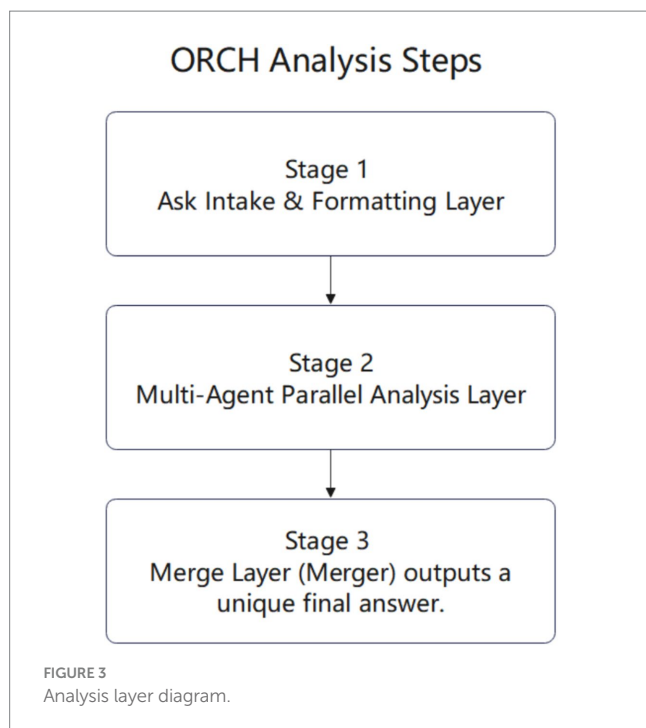 ORCH Analysis Steps
Stage 1
Ask Intake & Formatting Layer
Stage 2
Multi-Agent Parallel Analysis Layer
Stage 3
Merge Layer (Merger) outputs a
unique final answer.
FIGURE 3
Analysis layer diagram.